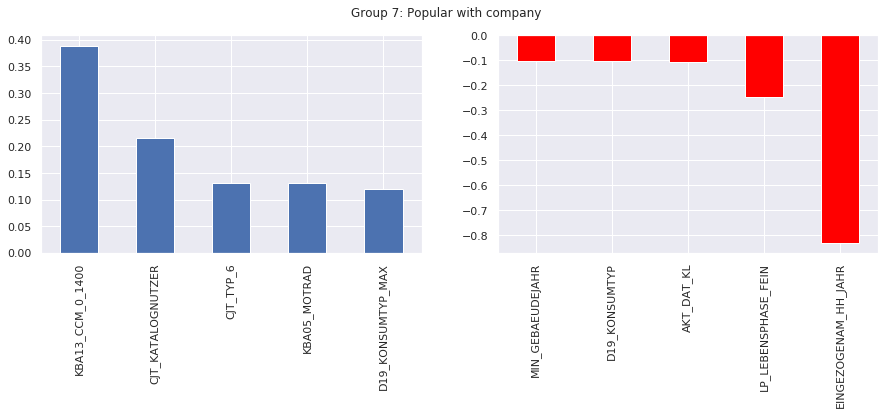 Group 7: Popular with company
0.40
0.35
0.30
0.25
0.20
0.15
0.10
0.05
0.00
KBA13_CCM_0_1400
CJT_KATALOGNUTZER
CJT_TYP_6
KBA05_MOTRAD
D19_KONSUMTYP_MAX
0.0
−0.1
−0.2
−0.3
−0.4
−0.5
−0.6
−0.7
−0.8
MIN_GEBAEUDEJAHR
D19_KONSUMTYP
AKT_DAT_KL
LP_LEBENSPHASE_FEIN
EINGEZOGENAM_HH_JAHR